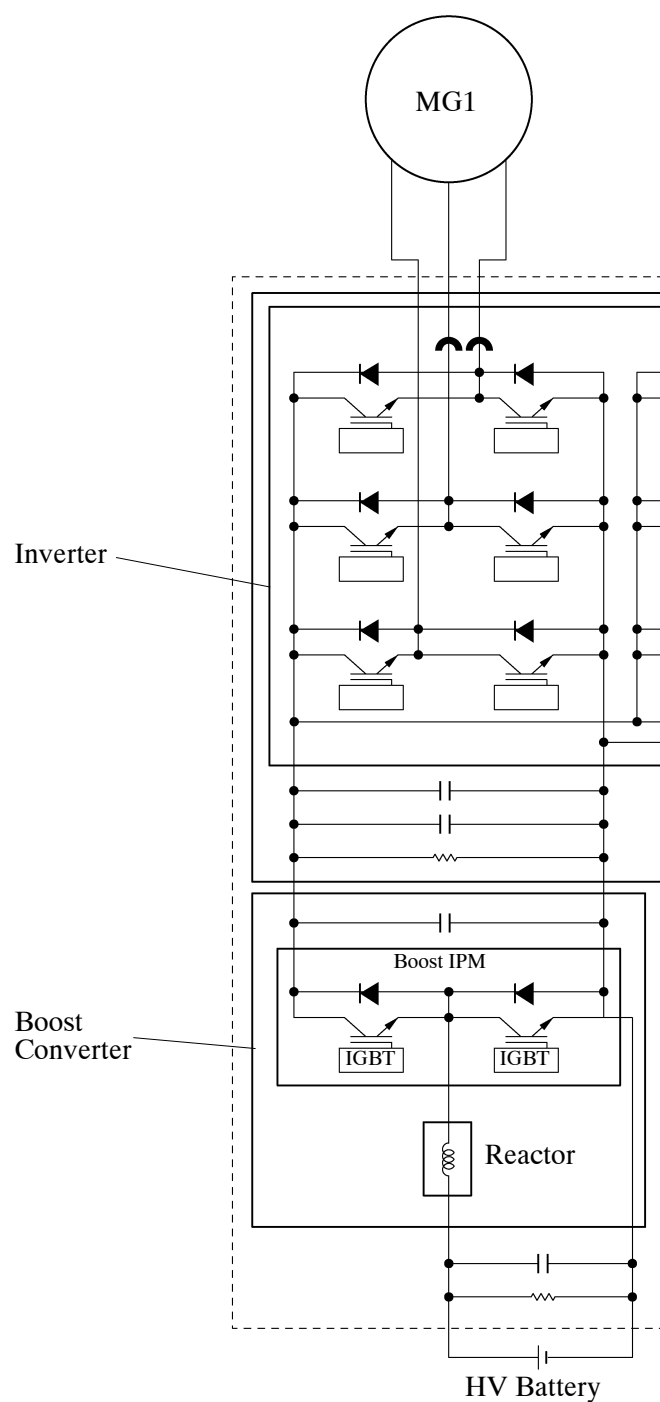 MG1
Inverter
Boost IPM
Boost
Converter
IGBT
IGBT
Reactor
HV Battery